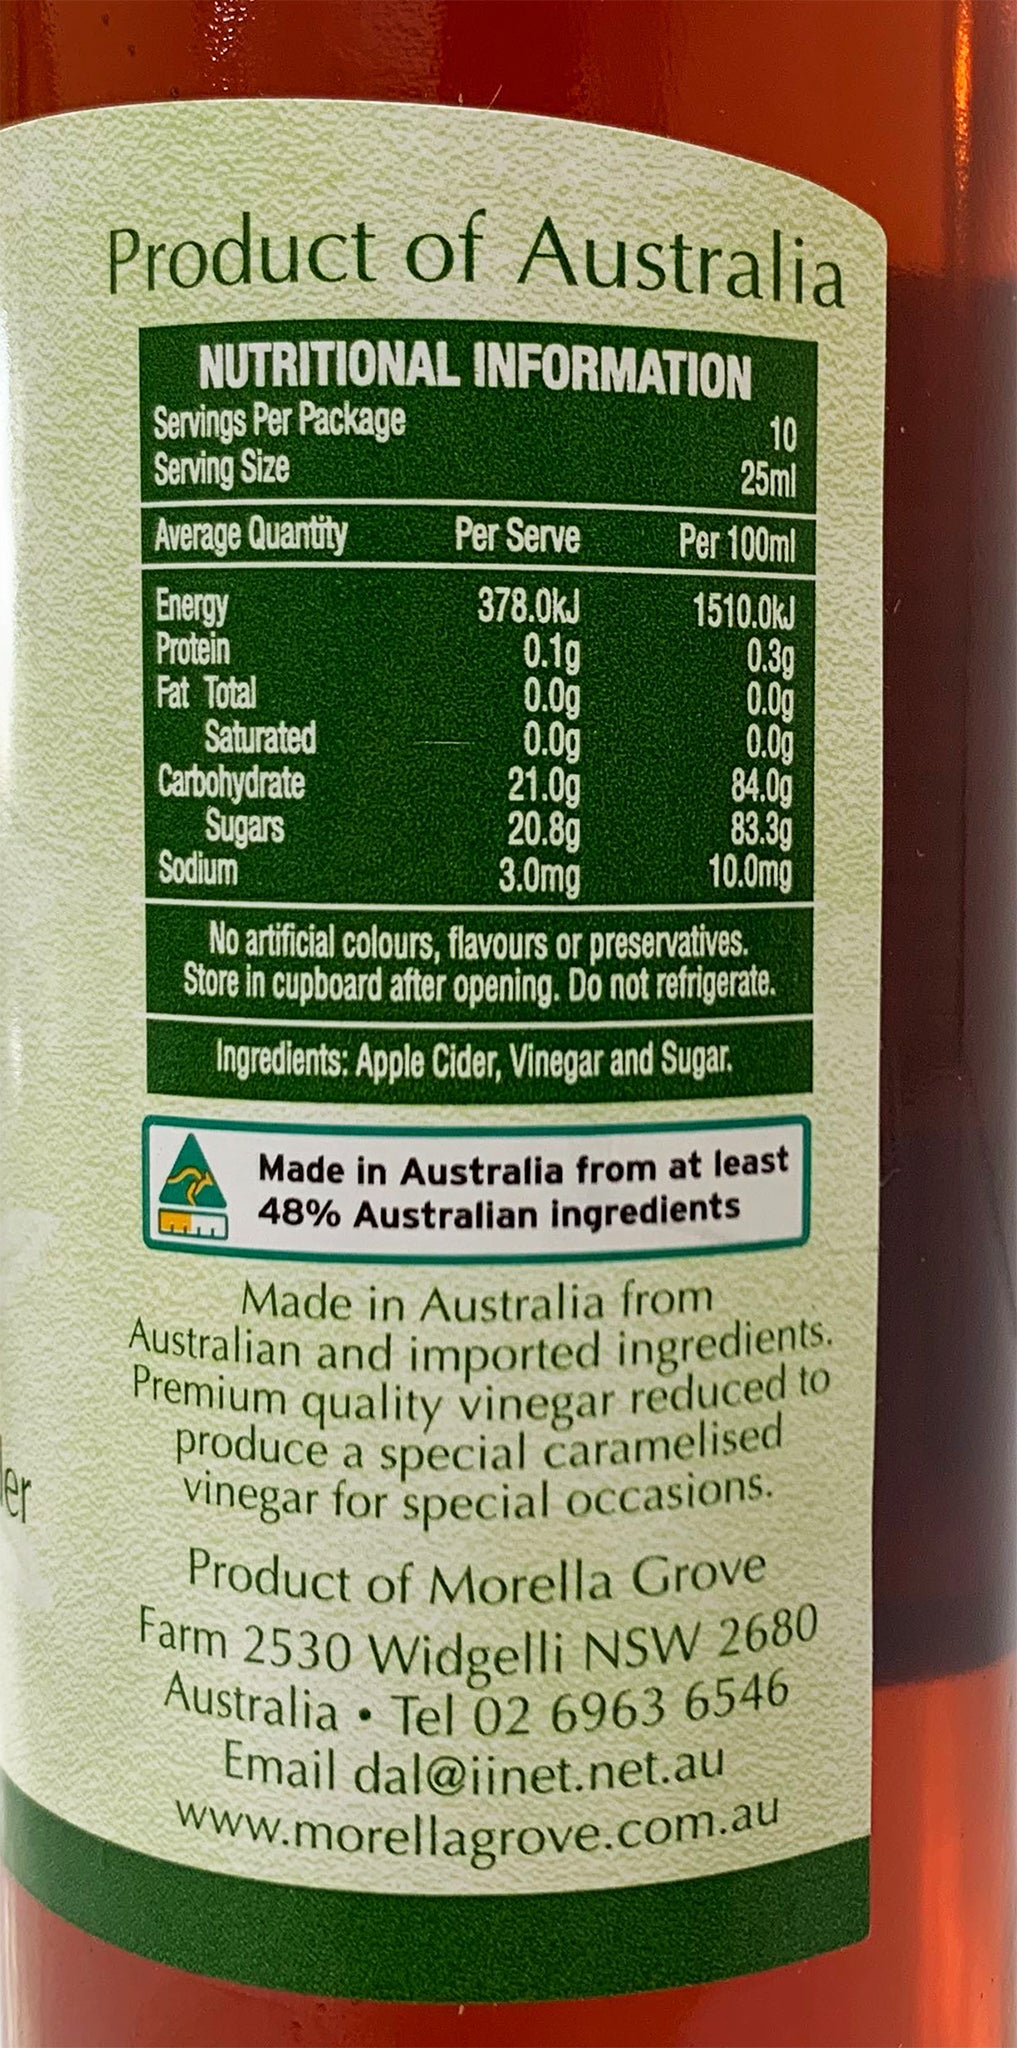 Product of Australia
NUTRITIONAL INFORMATION
Servings Per Package 10
Serving Size 25ml
Average Quantity Per Serve Per 100ml
Energy 378.0kJ 1510.0kJ
Protein 0.1g 0.3g
Fat Total 0.0g 0.0g
Saturated 0.0g 0.0g
Carbohydrate 21.0g 84.0g
Sugars 20.8g 83.3g
Sodium 3.0mg 10.0mg
No artificial colours, flavours or preservatives.
Store in cupboard after opening. Do not refrigerate.
Ingredients: Apple Cider, Vinegar and Sugar.
Made in Australia from at least
48% Australian ingredients
Made in Australia from
Australian and imported ingredients.
Premium quality vinegar reduced to
produce a special caramelised
vinegar for special occasions.
Product of Morella Grove
Farm 2530 Widgelli NSW 2680
Australia • Tel 02 6963 6546
Email dal@iinet.net.au
www.morellagrove.com.au